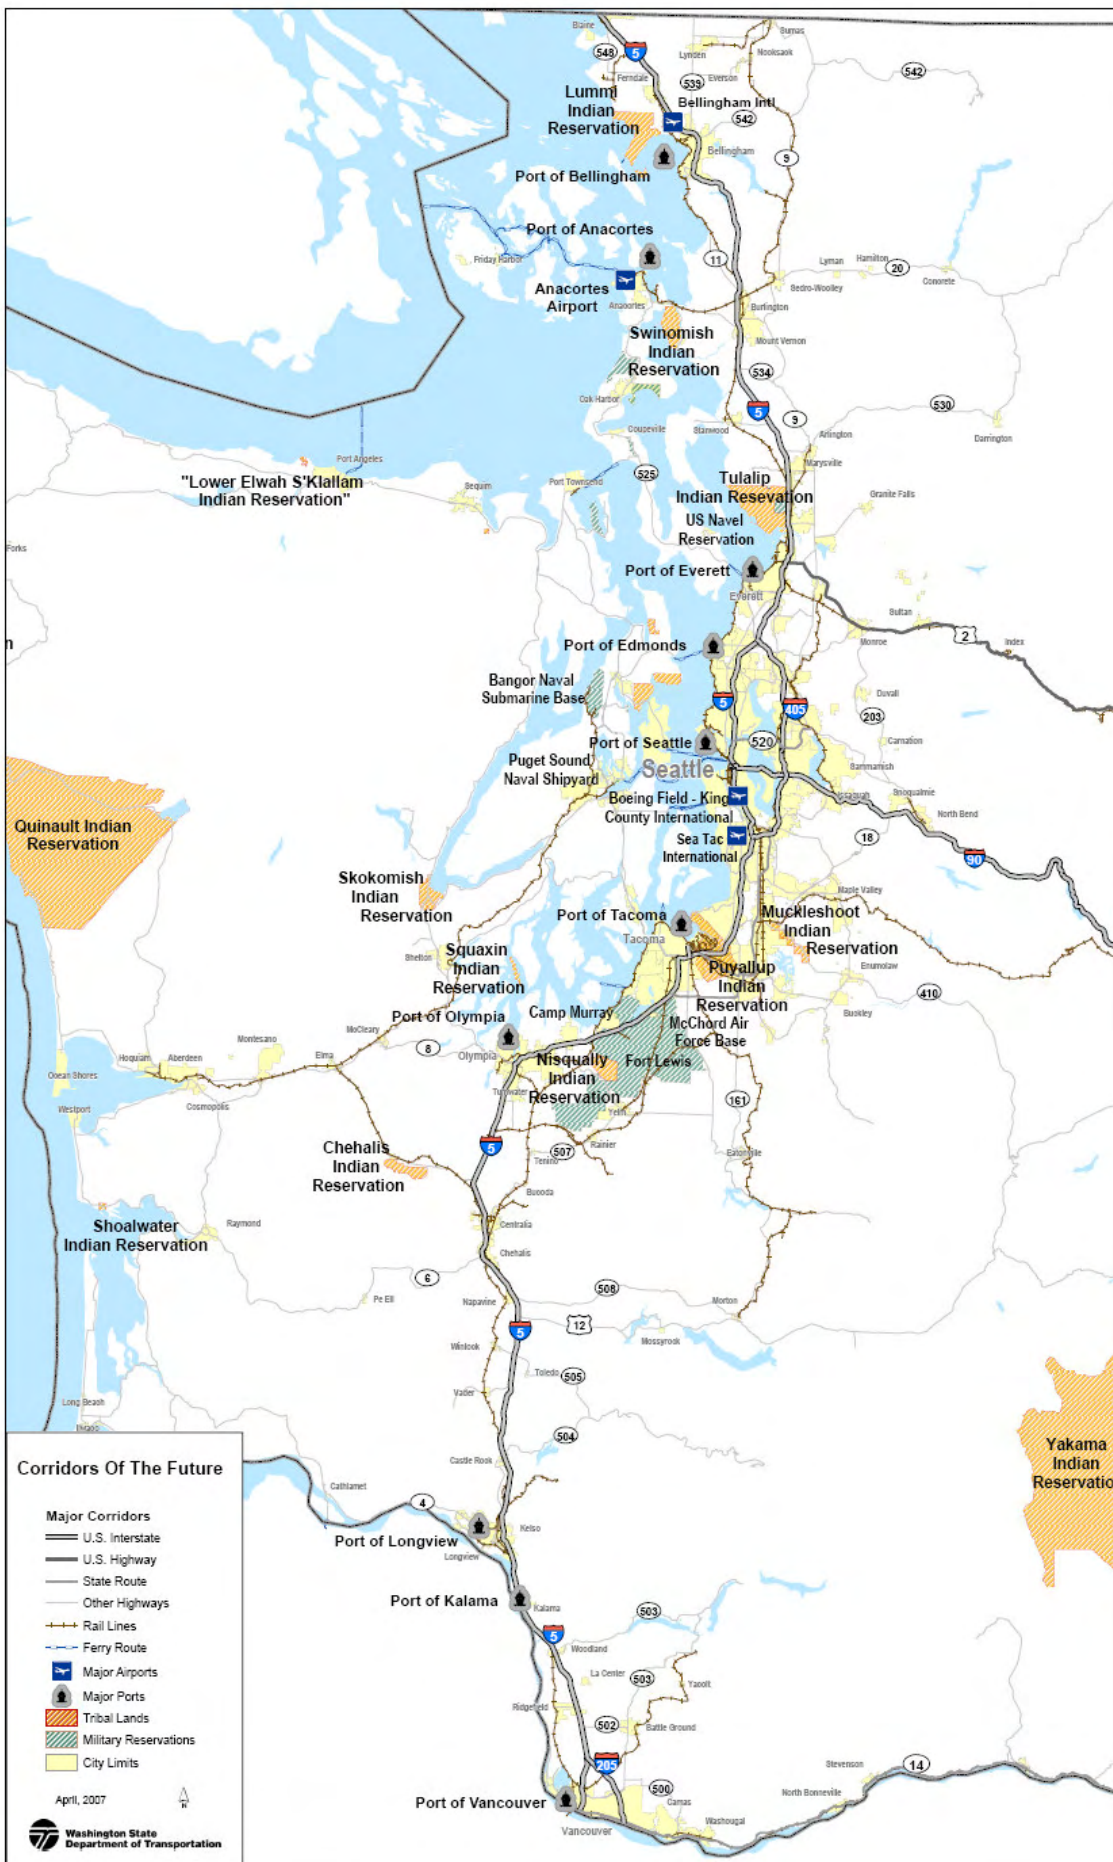 Blaine
Sumas
5
548
Lynden
Nooksack
542
Ferndale
539
Everson
Lummi
Indian
Reservation
Bellingham Intl
542
Bellingham
9
Port of Bellingham
Port of Anacortes
Friday Harbor
11
Lyman
Hamilton
20
Concrete
Sedro-Woolley
Anacortes
Airport
Anacortes
Burlington
Swinomish
Indian
Reservation
Mount Vernon
534
Oak Harbor
5
9
530
Coupeville
Stanwood
Arlington
Darrington
Port Angeles
Marysville
"Lower Elwah S'Klallam
Indian Reservation"
Sequim
Port Townsend
525
Tulalip
Indian Resevation
Granite Falls
US Navel
Reservation
Forks
Port of Everett
Everett
Sultan
n
Port of Edmonds
Monroe
2
Index
Bangor Naval
Submarine Base
5
405
Duvall
203
Port of Seattle
520
Carnation
Seattle
Sammamish
Puget Sound
Naval Shipyard
Issaquah
Snoqualmie
Boeing Field - King
County International
North Bend
Quinault Indian
Reservation
Sea Tac
International
18
90
Skokomish
Indian
Reservation
Maple Valley
Port of Tacoma
Tacoma
Muckleshoot
Indian
Reservation
Shelton
Squaxin
Indian
Reservation
Puyallup
Indian
Reservation
Enumclaw
410
Buckley
Port of Olympia
Camp Murray
McChord Air
Force Base
McCleary
8
Olympia
Montesano
Elma
Hoquiam
Aberdeen
Nisqually
Indian
Reservation
Fort Lewis
Ocean Shores
Cosmopolis
Westport
Tumwater
Yelm
161
5
507
Rainier
Tenino
Eatonville
Chehalis
Indian
Reservation
Bucoda
Shoalwater
Indian Reservation
Raymond
Centralia
Chehalis
6
508
Pe Ell
Napavine
Morton
5
12
Mossyrock
Winlock
Toledo
505
Vader
Long Beach
Ilwaco
504
Yakama
Indian
Reservatio
Castle Rock
Cathlamet
4
Kelso
Port of Longview
Longview
Port of Kalama
Kalama
503
5
Woodland
La Center
503
Yacolt
Ridgefield
502
Battle Ground
205
Stevenson
14
500
North Bonneville
Port of Vancouver
Camas
Vancouver
Washougal
Corridors Of The Future
Major Corridors
U.S. Interstate
U.S. Highway
State Route
Other Highways
Rail Lines
Ferry Route
Major Airports
Major Ports
Tribal Lands
Military Reservations
City Limits
April, 2007
N
Washington State
Department of Transportation